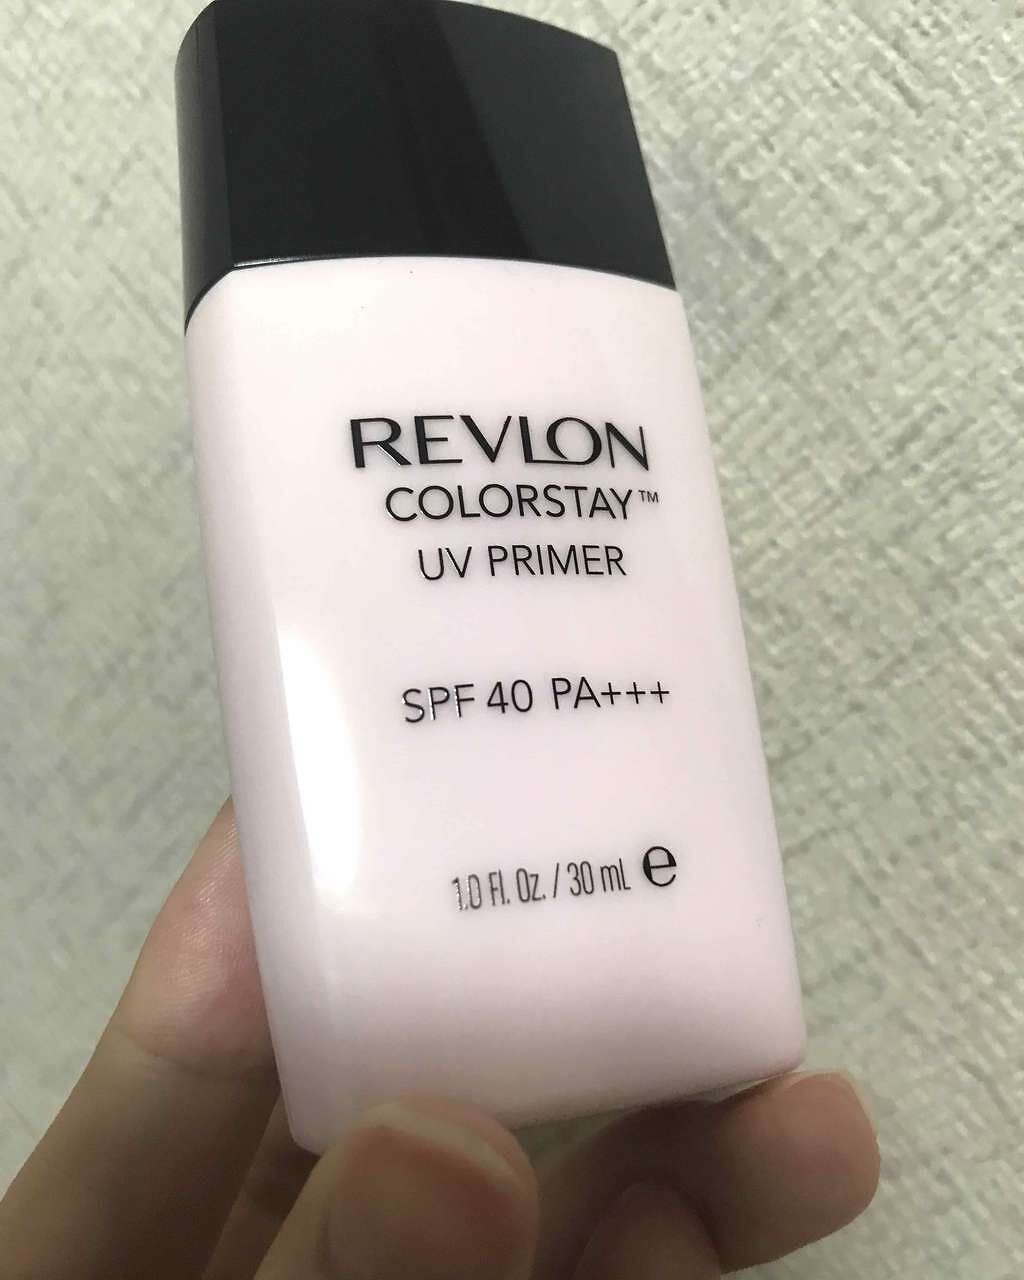 REVLON
COLORSTAY™
UV PRIMER
SPF 40 PA+++
1.0 Fl. Oz. / 30 mL ℮